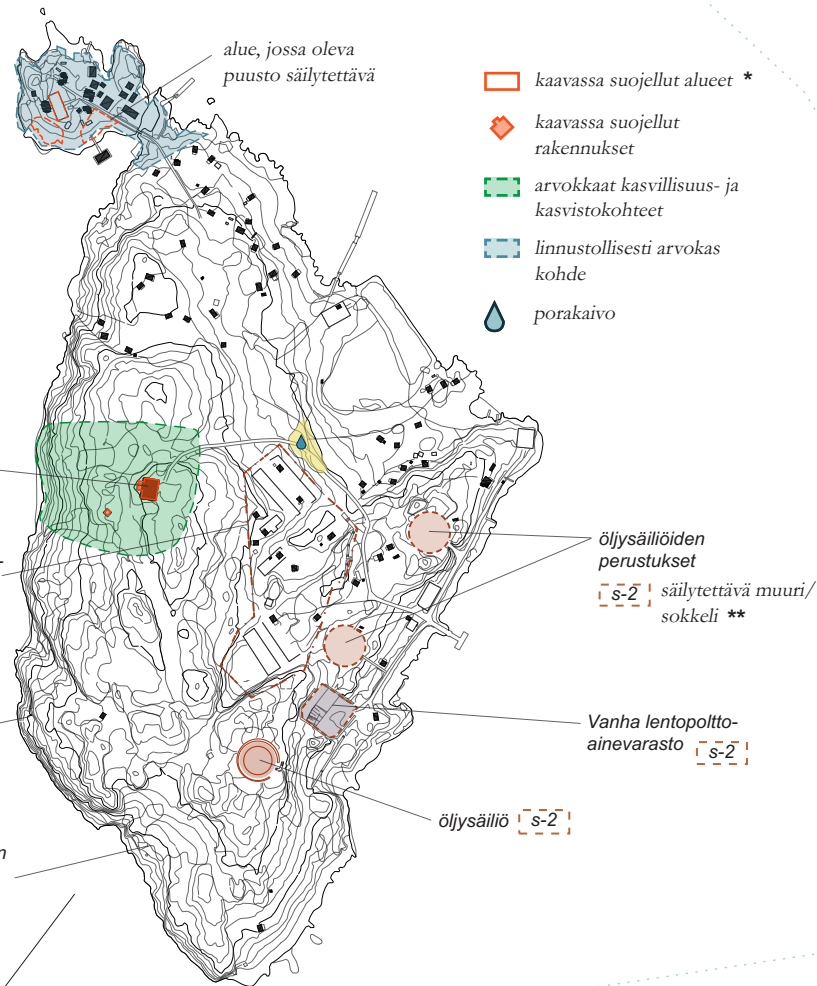 alue, jossa oleva
puusto säilytettävä
kaavassa suojellut alueet *
kaavassa suojellut
rakennukset
arvokkaat kasvillisuus- ja
kasvistokohteet
linnustollisesti arvokas
kohde
porakaivo
öljysäiliöiden
perustukset
s-2 säilytettävä muuri/
sokkeli **
Vanha lentopoltto-
ainevarasto s-2
öljysäiliö s-2
n